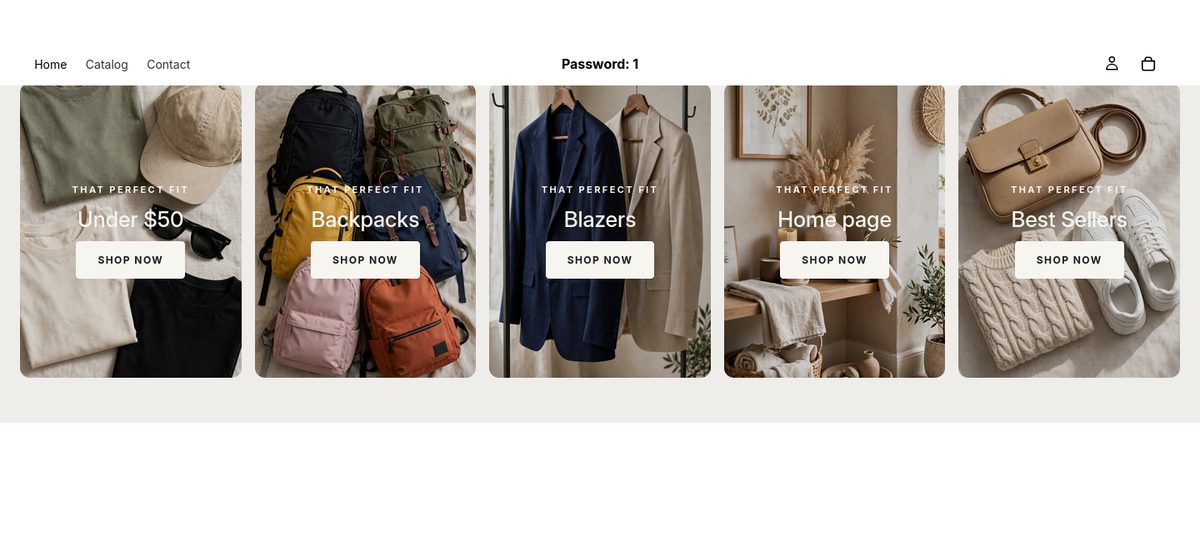 Home Catalog Contact
Password: 1
THAT PERFECT FIT
Under $50
SHOP NOW
THAT PERFECT FIT
Backpacks
SHOP NOW
THAT PERFECT FIT
Blazers
SHOP NOW
THAT PERFECT FIT
Home page
SHOP NOW
THAT PERFECT FIT
Best Sellers
SHOP NOW